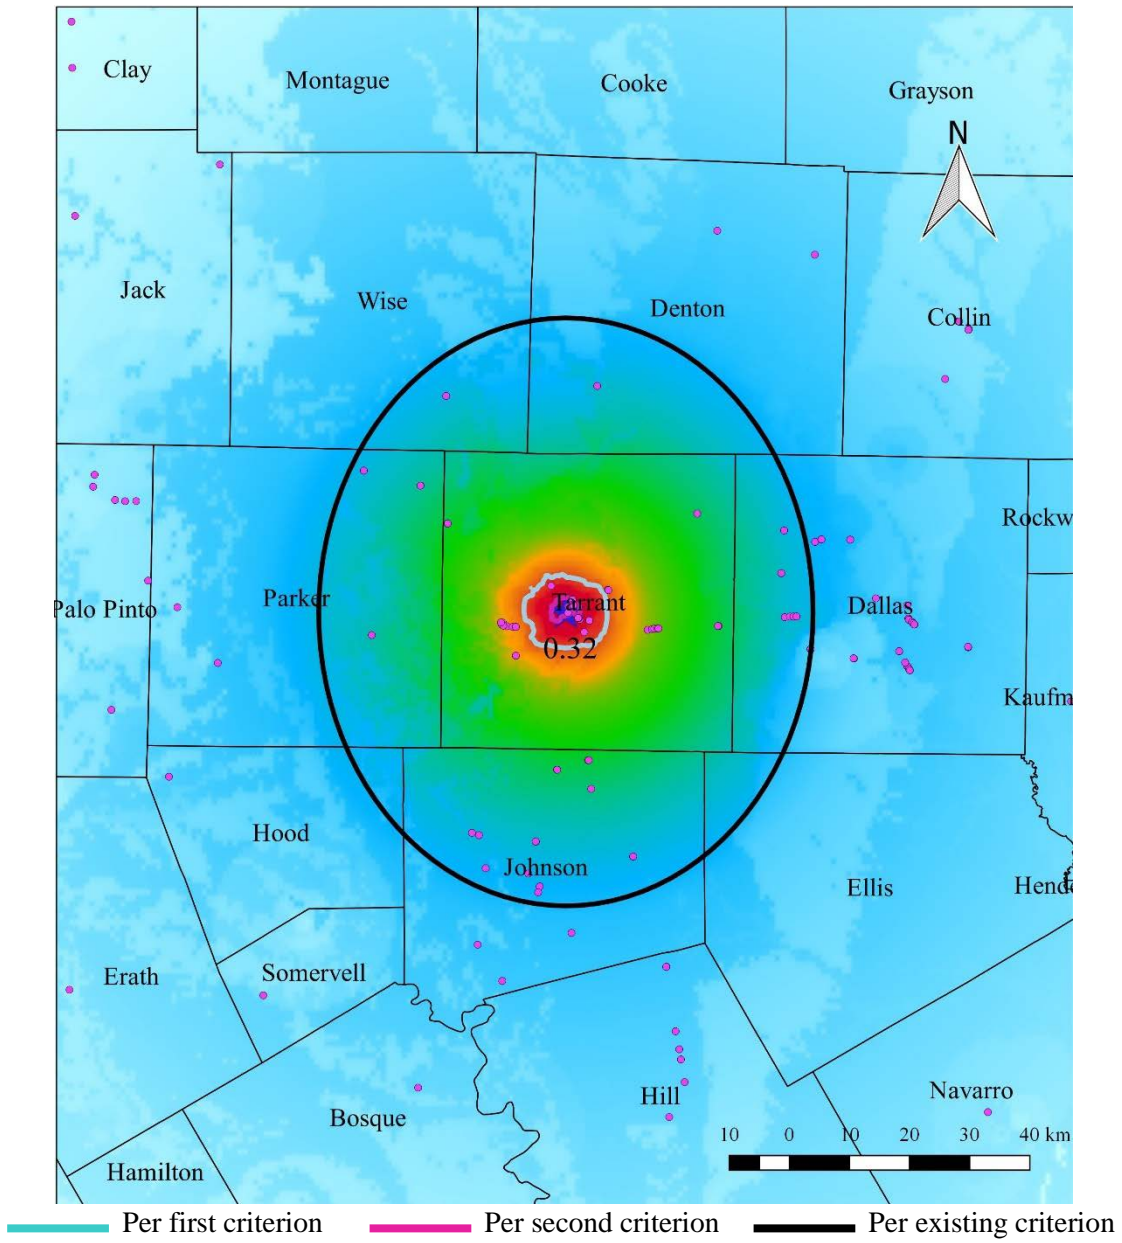 Clay
Montague
Cooke
Grayson
N
Jack
Wise
Denton
Collin
Rockw
Palo Pinto
Parker
Tarrant
Dallas
0.32
Kaufm
Hood
Johnson
Ellis
Hend
Erath
Somervell
Bosque
Hill
Navarro
Hamilton
10 0 10 20 30 40 km
Per first criterion Per second criterion Per existing criterion